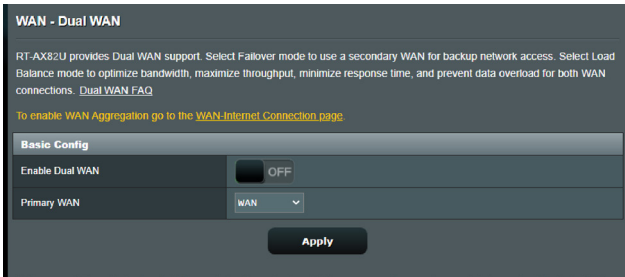 WAN - Dual WAN
RT-AX82U provides Dual WAN support. Select Failover mode to use a secondary WAN for backup network access. Select Load
Balance mode to optimize bandwidth, maximize throughput, minimize response time, and prevent data overload for both WAN
connections. Dual WAN FAQ
To enable WAN Aggregation go to the WAN-Internet Connection page.
Basic Config
Enable Dual WAN OFF
Primary WAN WAN
Apply